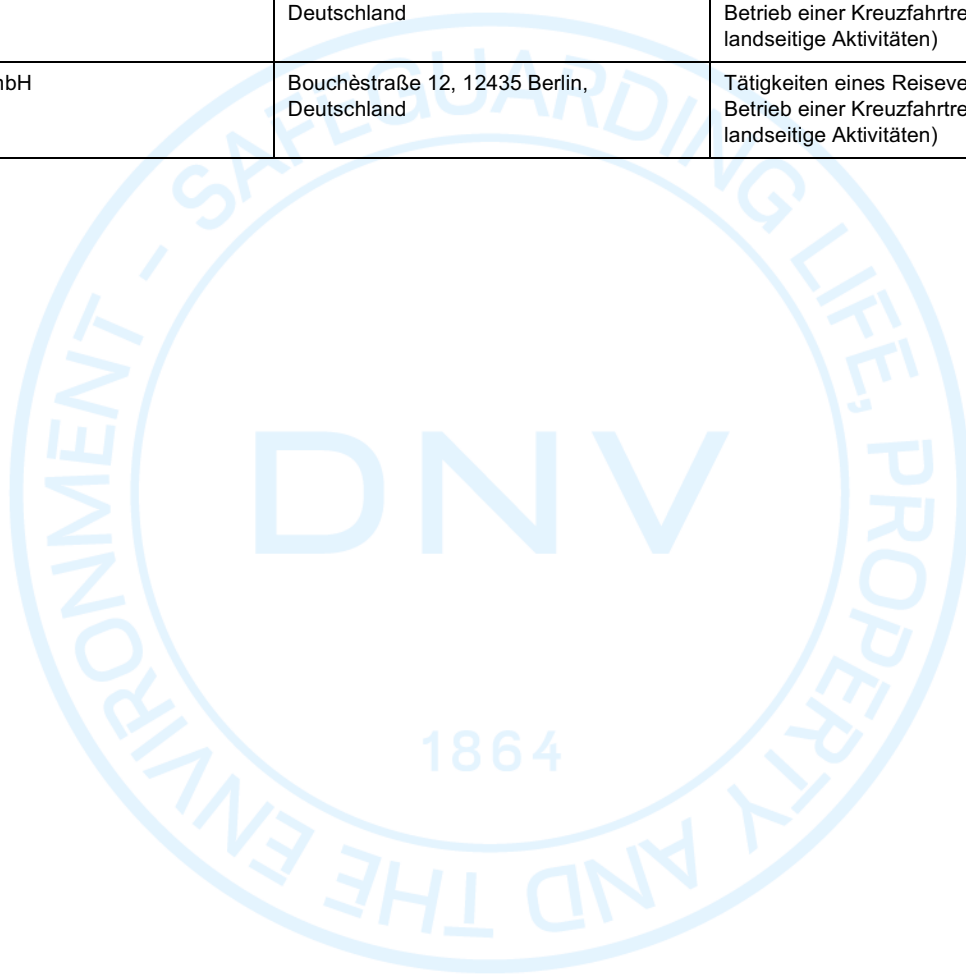 Deutschland
Betrieb einer Kreuzfahrtre
landseitige Aktivitäten)
mbH
Bouchèstraße 12, 12435 Berlin,
Deutschland
Tätigkeiten eines Reiseve
Betrieb einer Kreuzfahrtre
landseitige Aktivitäten)
SAFEGUARDING LIFE, PROPERTY AND THE ENVIRONMENT –
DNV
1864